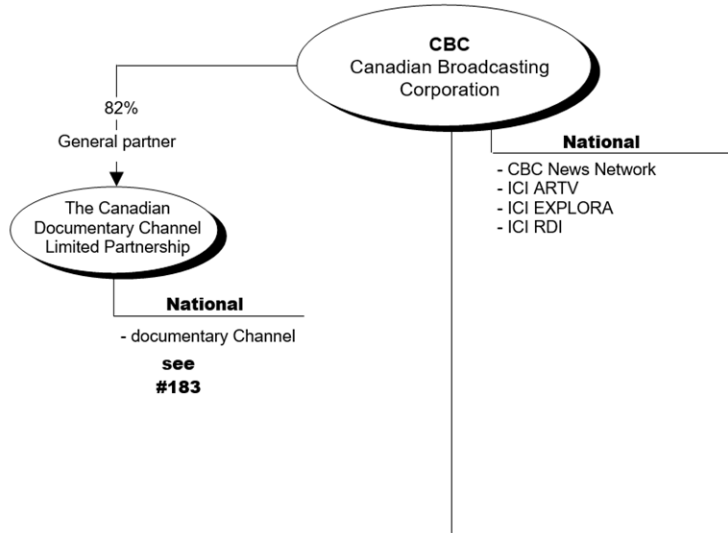 CBC
Canadian Broadcasting
Corporation
82%
General partner
National
- CBC News Network
- ICI ARTV
- ICI EXPLORA
- ICI RDI
The Canadian
Documentary Channel
Limited Partnership
National
- documentary Channel
see
#183